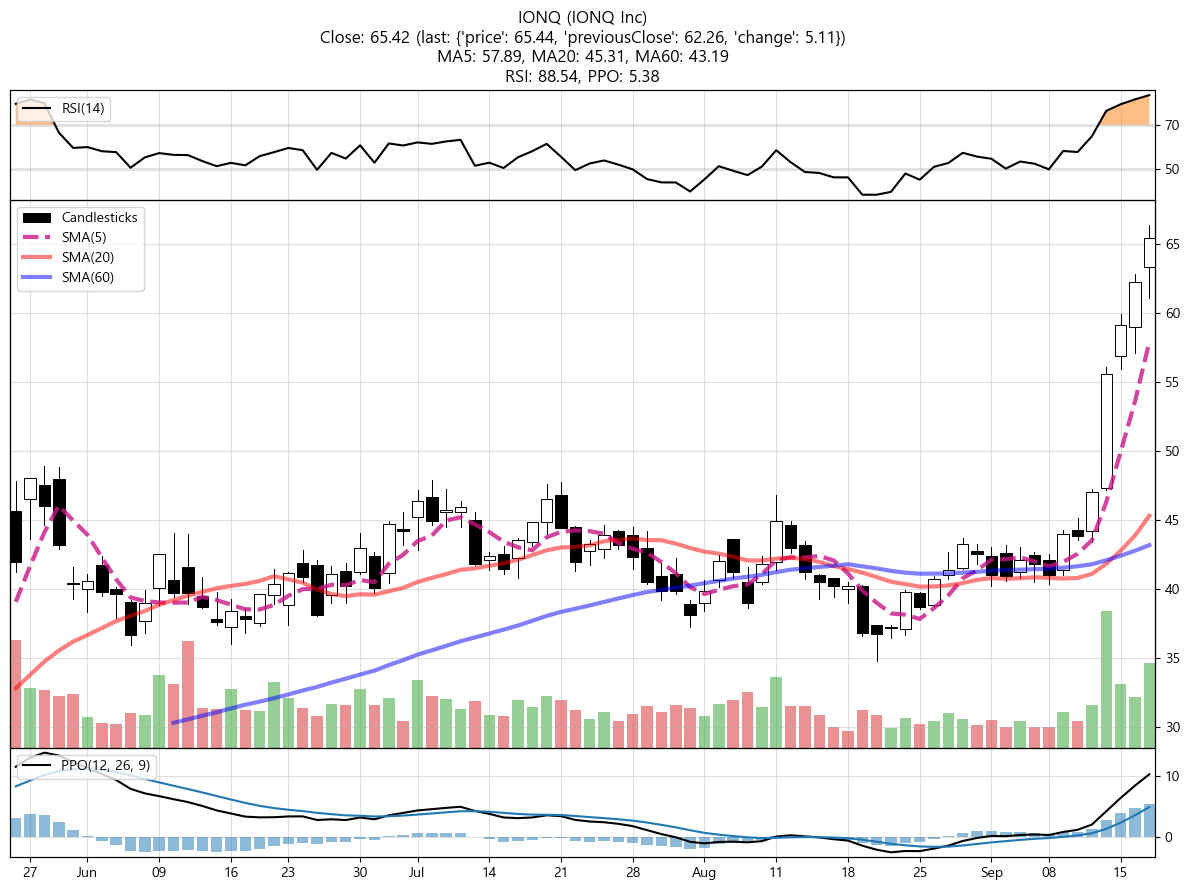 IONQ (IONQ Inc)
Close: 65.42 (last: {'price': 65.44, 'previousClose': 62.26, 'change': 5.11})
MA5: 57.89, MA20: 45.31, MA60: 43.19
RSI: 88.54, PPO: 5.38
RSI(14)
70
50
Candlesticks
SMA(5)
SMA(20)
SMA(60)
65
60
55
50
45
40
35
30
PPO(12, 26, 9)
10
0
27 Jun 09 16 23 30 Jul 14 21 28 Aug 11 18 25 Sep 08 15